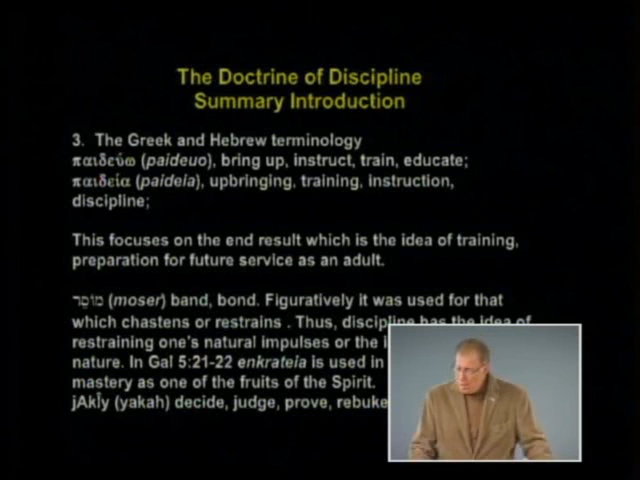 The Doctrine of Discipline
Summary Introduction
3. The Greek and Hebrew terminology
παιδεύω (paideuo), bring up, instruct, train, educate;
παιδεία (paideia), upbringing, training, instruction,
discipline;
This focuses on the end result which is the idea of training,
preparation for future service as an adult.
מוֹסֵר (moser) band, bond. Figuratively it was used for that
which chastens or restrains . Thus, discipline has the idea of
restraining one's natural impulses or the
nature. In Gal 5:21-22 enkrateia is used in
mastery as one of the fruits of the Spirit.
jAkÎy (yakah) decide, judge, prove, rebuke